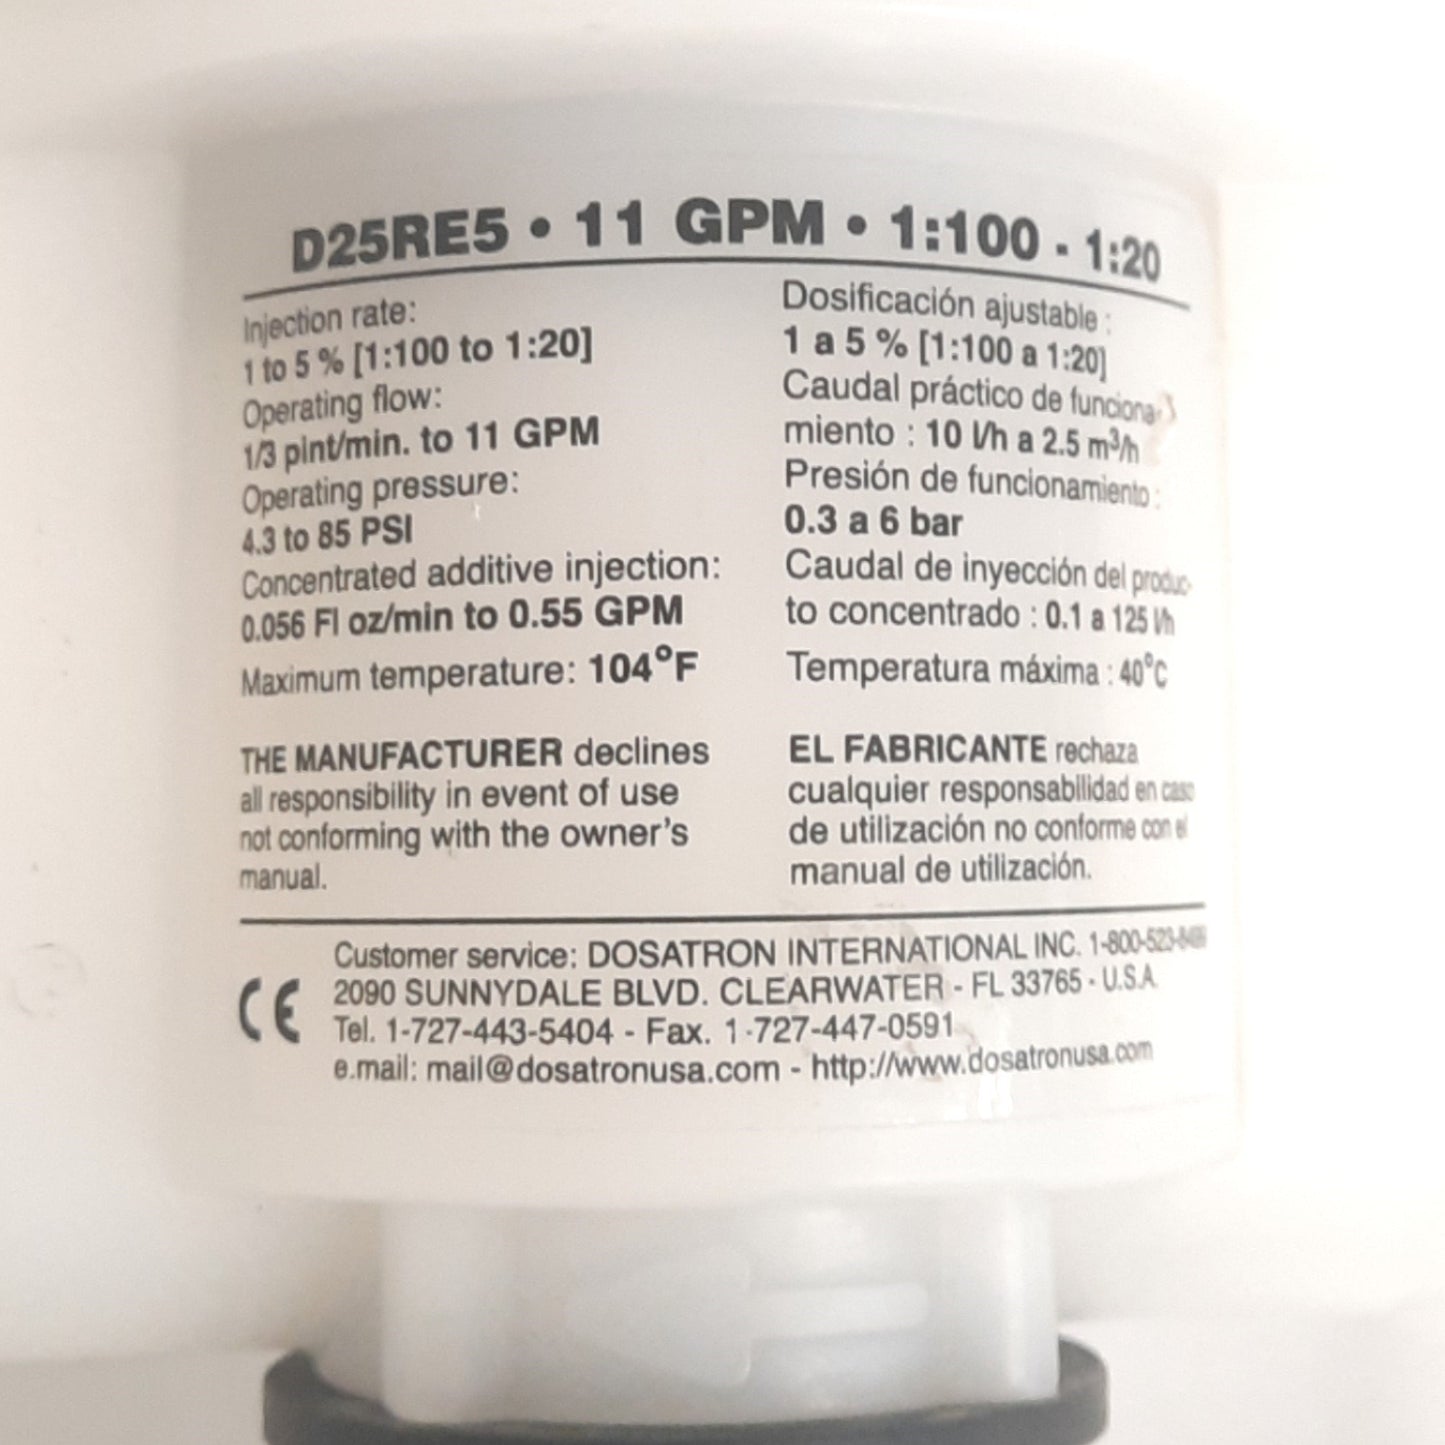 D25RE5 • 11 GPM • 1:100 - 1:20
Injection rate:
1 to 5 % [1:100 to 1:20]
Operating flow:
1/3 pint/min. to 11 GPM
Operating pressure:
4.3 to 85 PSI
Concentrated additive injection:
0.056 Fl oz/min to 0.55 GPM
Maximum temperature: 104°F
THE MANUFACTURER declines
all responsibility in event of use
not conforming with the owner's
manual.
Dosificación ajustable :
1 a 5 % [1:100 a 1:20]
Caudal práctico de funciona-
miento : 10 l/h a 2.5 m³/h
Presión de funcionamiento :
0.3 a 6 bar
Caudal de inyección del produc-
to concentrado : 0.1 a 125 l/h
Temperatura máxima : 40°C
EL FABRICANTE rechaza
cualquier responsabilidad en caso
de utilización no conforme con el
manual de utilización.
CE
Customer service: DOSATRON INTERNATIONAL INC.
2090 SUNNYDALE BLVD. CLEARWATER - FL 33765 - U.S.A.
Tel. 1-727-443-5404 - Fax. 1-727-447-0591
e.mail: mail@dosatronusa.com - http://www.dosatronusa.com